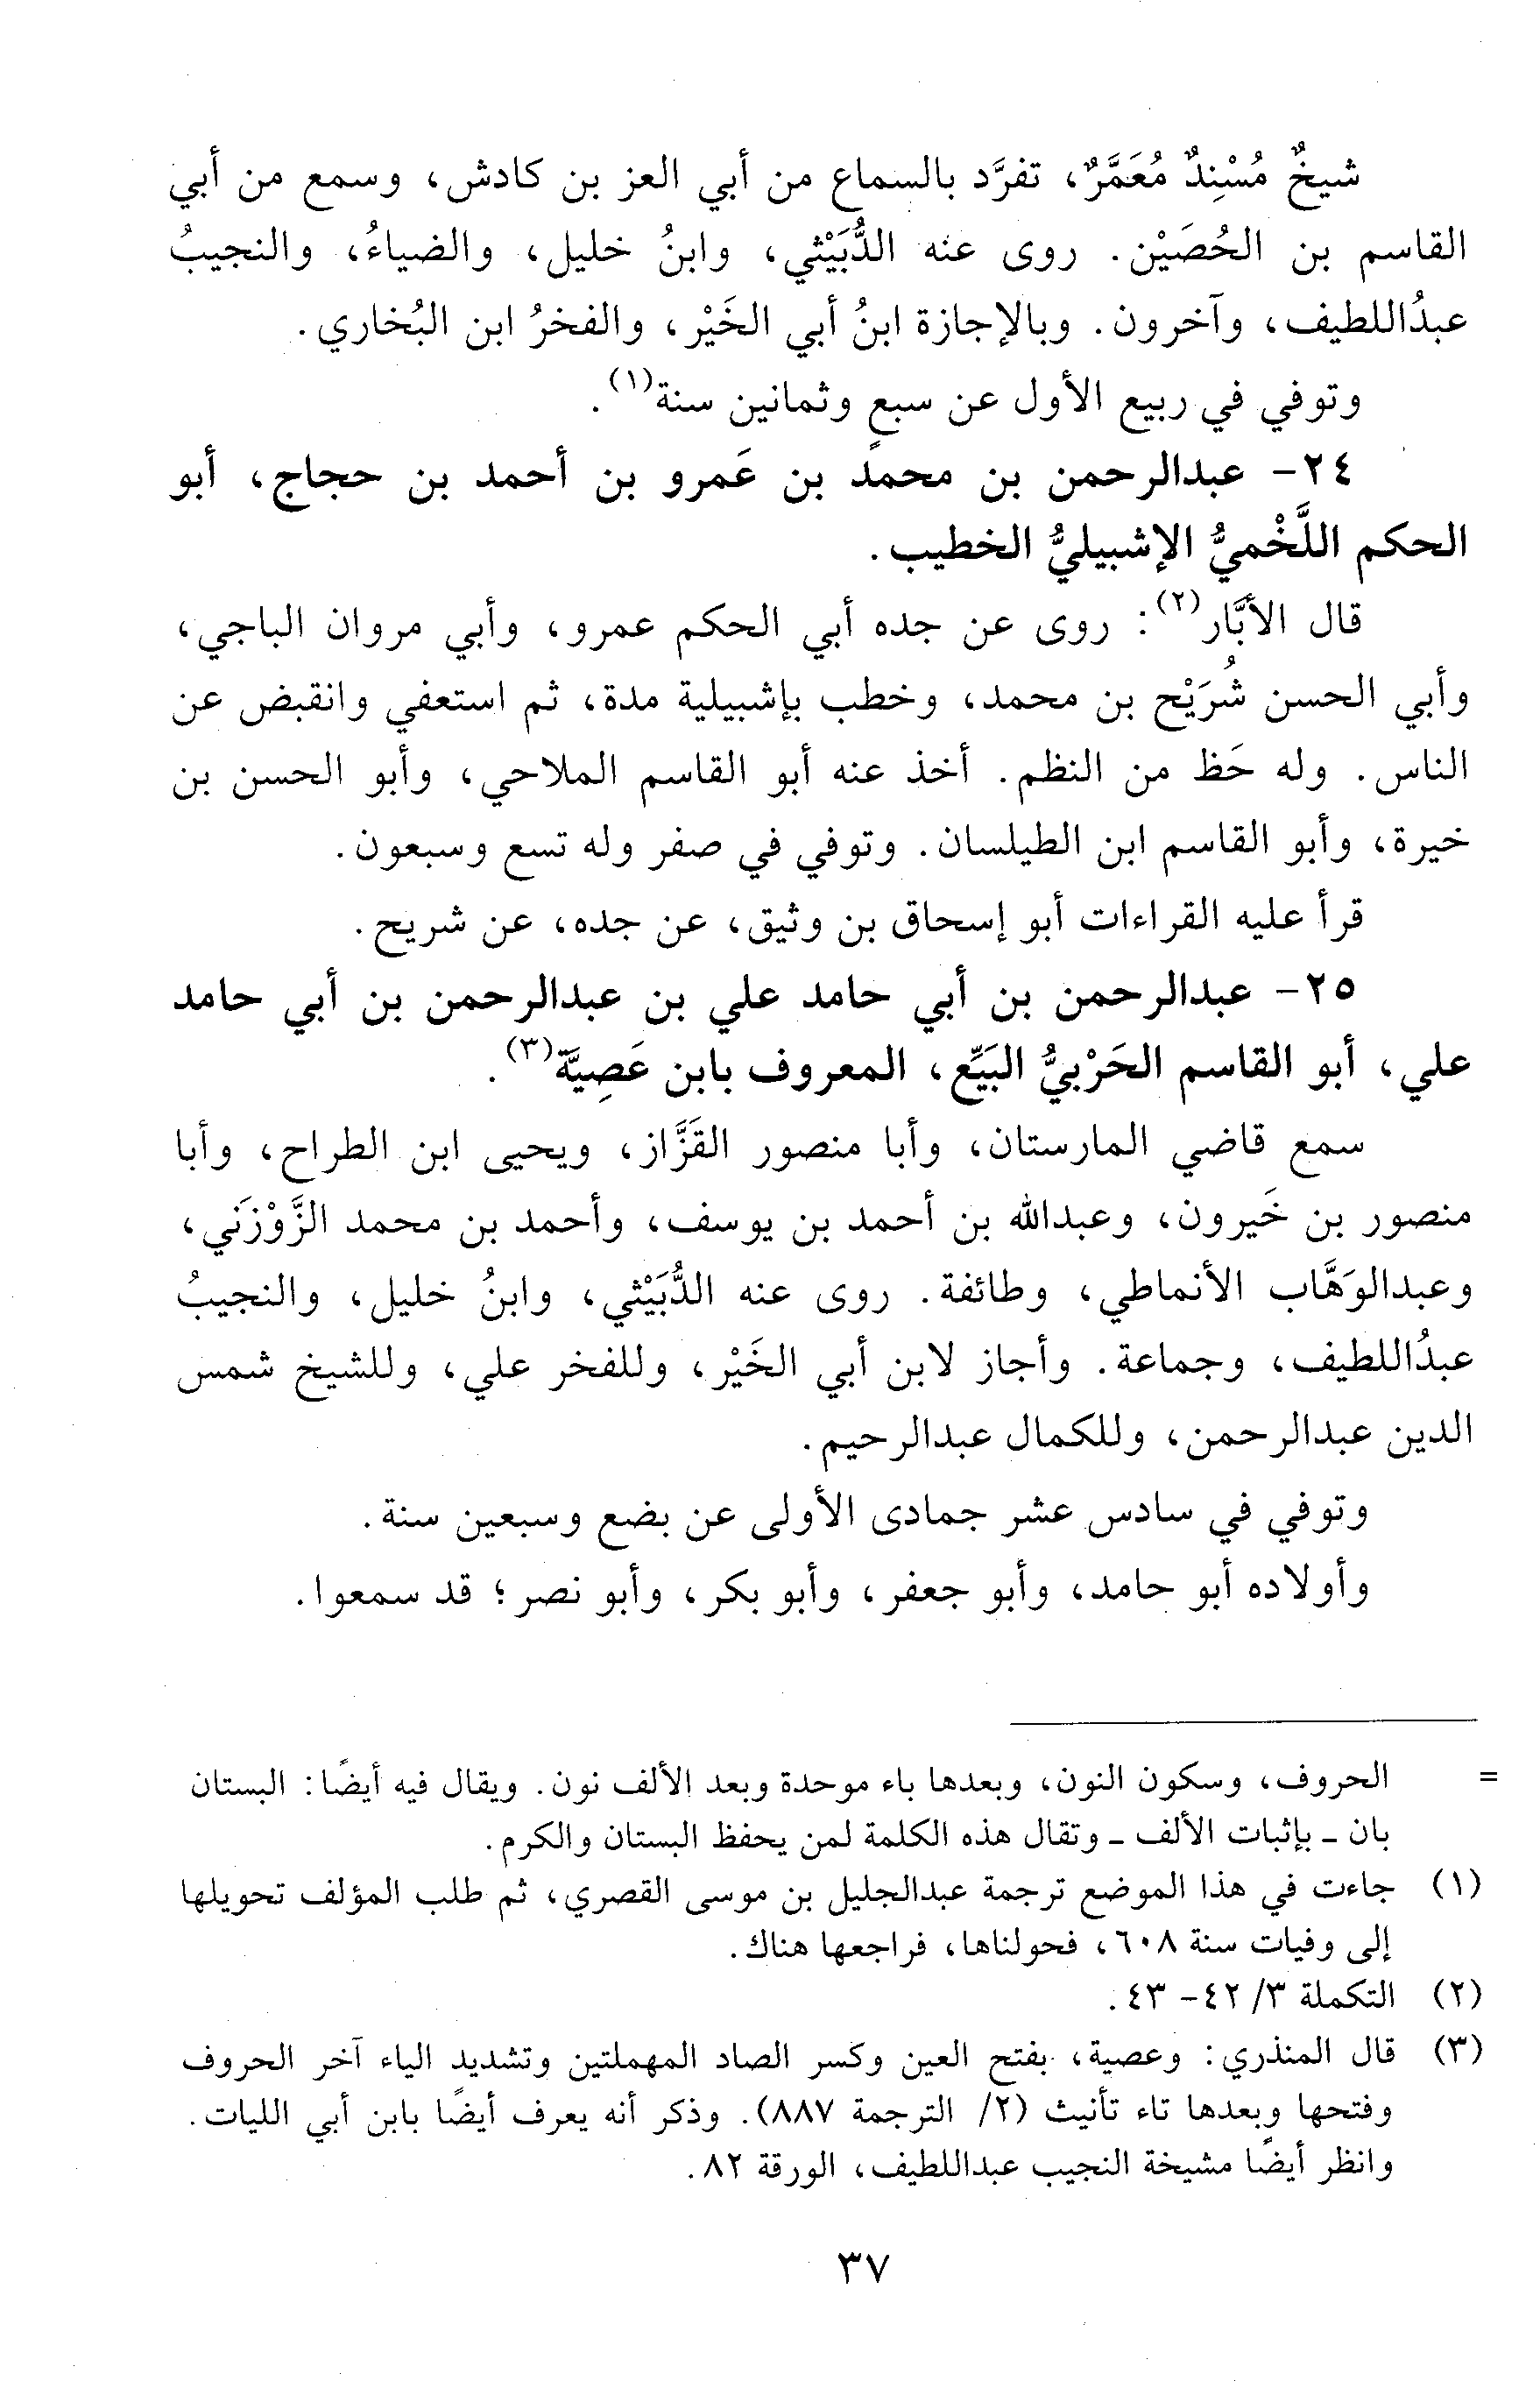 شيخٌ مُسْنِدٌ مُعَمَّرٌ، تفرَّد بالسماع من أبي العز بن كادش، وسمع من أبي
القاسم بن الحُصَيْن. روى عنه الدُّبَيْثي، وابنُ خليل، والضياءُ، والنجيبُ
عبدُاللطيف، وآخرون. وبالإجازة ابنُ أبي الخَيْر، والفخرُ ابن البُخاري.
وتوفي في ربيع الأول عن سبع وثمانين سنة(١).
٢٤- عبدالرحمن بن محمد بن عَمرو بن أحمد بن حجاج، أبو
الحكم اللَّخْميُّ الإشبيليُّ الخطيب.
قال الأبَّار(٢): روى عن جده أبي الحكم عمرو، وأبي مروان الباجي،
وأبي الحسن شُرَيْح بن محمد، وخطب بإشبيلية مدة، ثم استعفي وانقبض عن
الناس. وله حَظ من النظم. أخذ عنه أبو القاسم الملاحي، وأبو الحسن بن
خيرة، وأبو القاسم ابن الطيلسان. وتوفي في صفر وله تسع وسبعون.
قرأ عليه القراءات أبو إسحاق بن وثيق، عن جده، عن شريح.
٢٥- عبدالرحمن بن أبي حامد علي بن عبدالرحمن بن أبي حامد
علي، أبو القاسم الحَرْبيُّ البَيِّع، المعروف بابن عَصِيَّة(٣).
سمع قاضي المارستان، وأبا منصور القَزَّاز، ويحيى ابن الطراح، وأبا
منصور بن خَيرون، وعبدالله بن أحمد بن يوسف، وأحمد بن محمد الزَّوْزَني،
وعبدالوَهَّاب الأنماطي، وطائفة. روى عنه الدُّبَيْثي، وابنُ خليل، والنجيبُ
عبدُاللطيف، وجماعة. وأجاز لابن أبي الخَيْر، وللفخر علي، وللشيخ شمس
الدين عبدالرحمن، وللكمال عبدالرحيم.
وتوفي في سادس عشر جمادى الأولى عن بضع وسبعين سنة.
وأولاده أبو حامد، وأبو جعفر، وأبو بكر، وأبو نصر؛ قد سمعوا.
= الحروف، وسكون النون، وبعدها باء موحدة وبعد الألف نون. ويقال فيه أيضًا: البستان
بان ـ بإثبات الألف ـ وتقال هذه الكلمة لمن يحفظ البستان والكرم.
(١) جاءت في هذا الموضع ترجمة عبدالجليل بن موسى القصري، ثم طلب المؤلف تحويلها
إلى وفيات سنة ٦٠٨، فحولناها، فراجعها هناك.
(٢) التكملة ٣/ ٤٢- ٤٣.
(٣) قال المنذري: وعصية، بفتح العين وكسر الصاد المهملتين وتشديد الياء آخر الحروف
وفتحها وبعدها تاء تأنيث (٢/ الترجمة ٨٨٧). وذكر أنه يعرف أيضًا بابن أبي الليات.
وانظر أيضًا مشيخة النجيب عبداللطيف، الورقة ٨٢.
٣٧